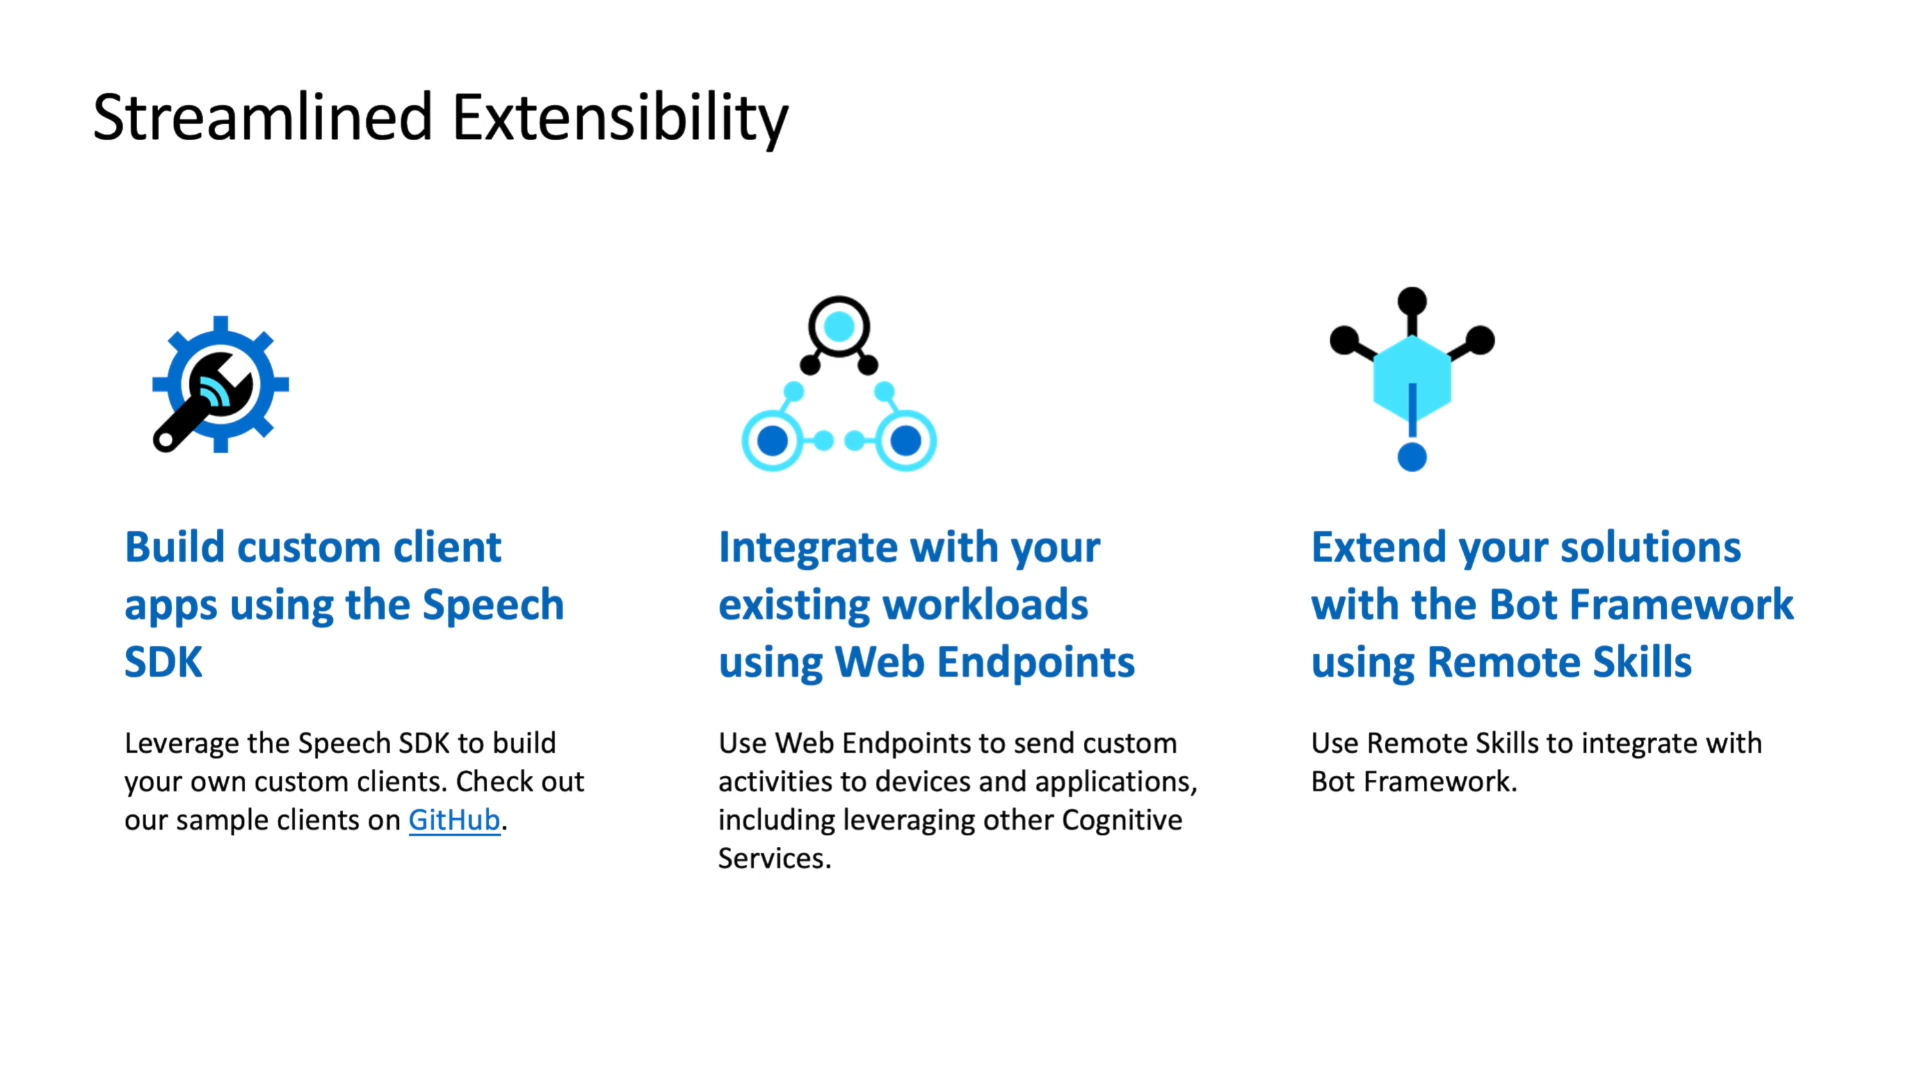 Streamlined Extensibility
Build custom client
apps using the Speech
SDK
Leverage the Speech SDK to build
your own custom clients. Check out
our sample clients on GitHub.
Integrate with your
existing workloads
using Web Endpoints
Use Web Endpoints to send custom
activities to devices and applications,
including leveraging other Cognitive
Services.
Extend your solutions
with the Bot Framework
using Remote Skills
Use Remote Skills to integrate with
Bot Framework.